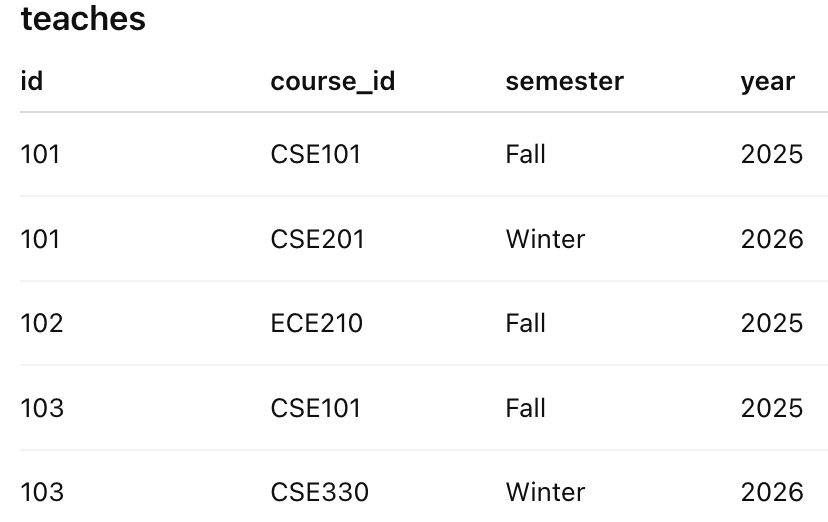 teaches
id course_id semester year
101 CSE101 Fall 2025
101 CSE201 Winter 2026
102 ECE210 Fall 2025
103 CSE101 Fall 2025
103 CSE330 Winter 2026